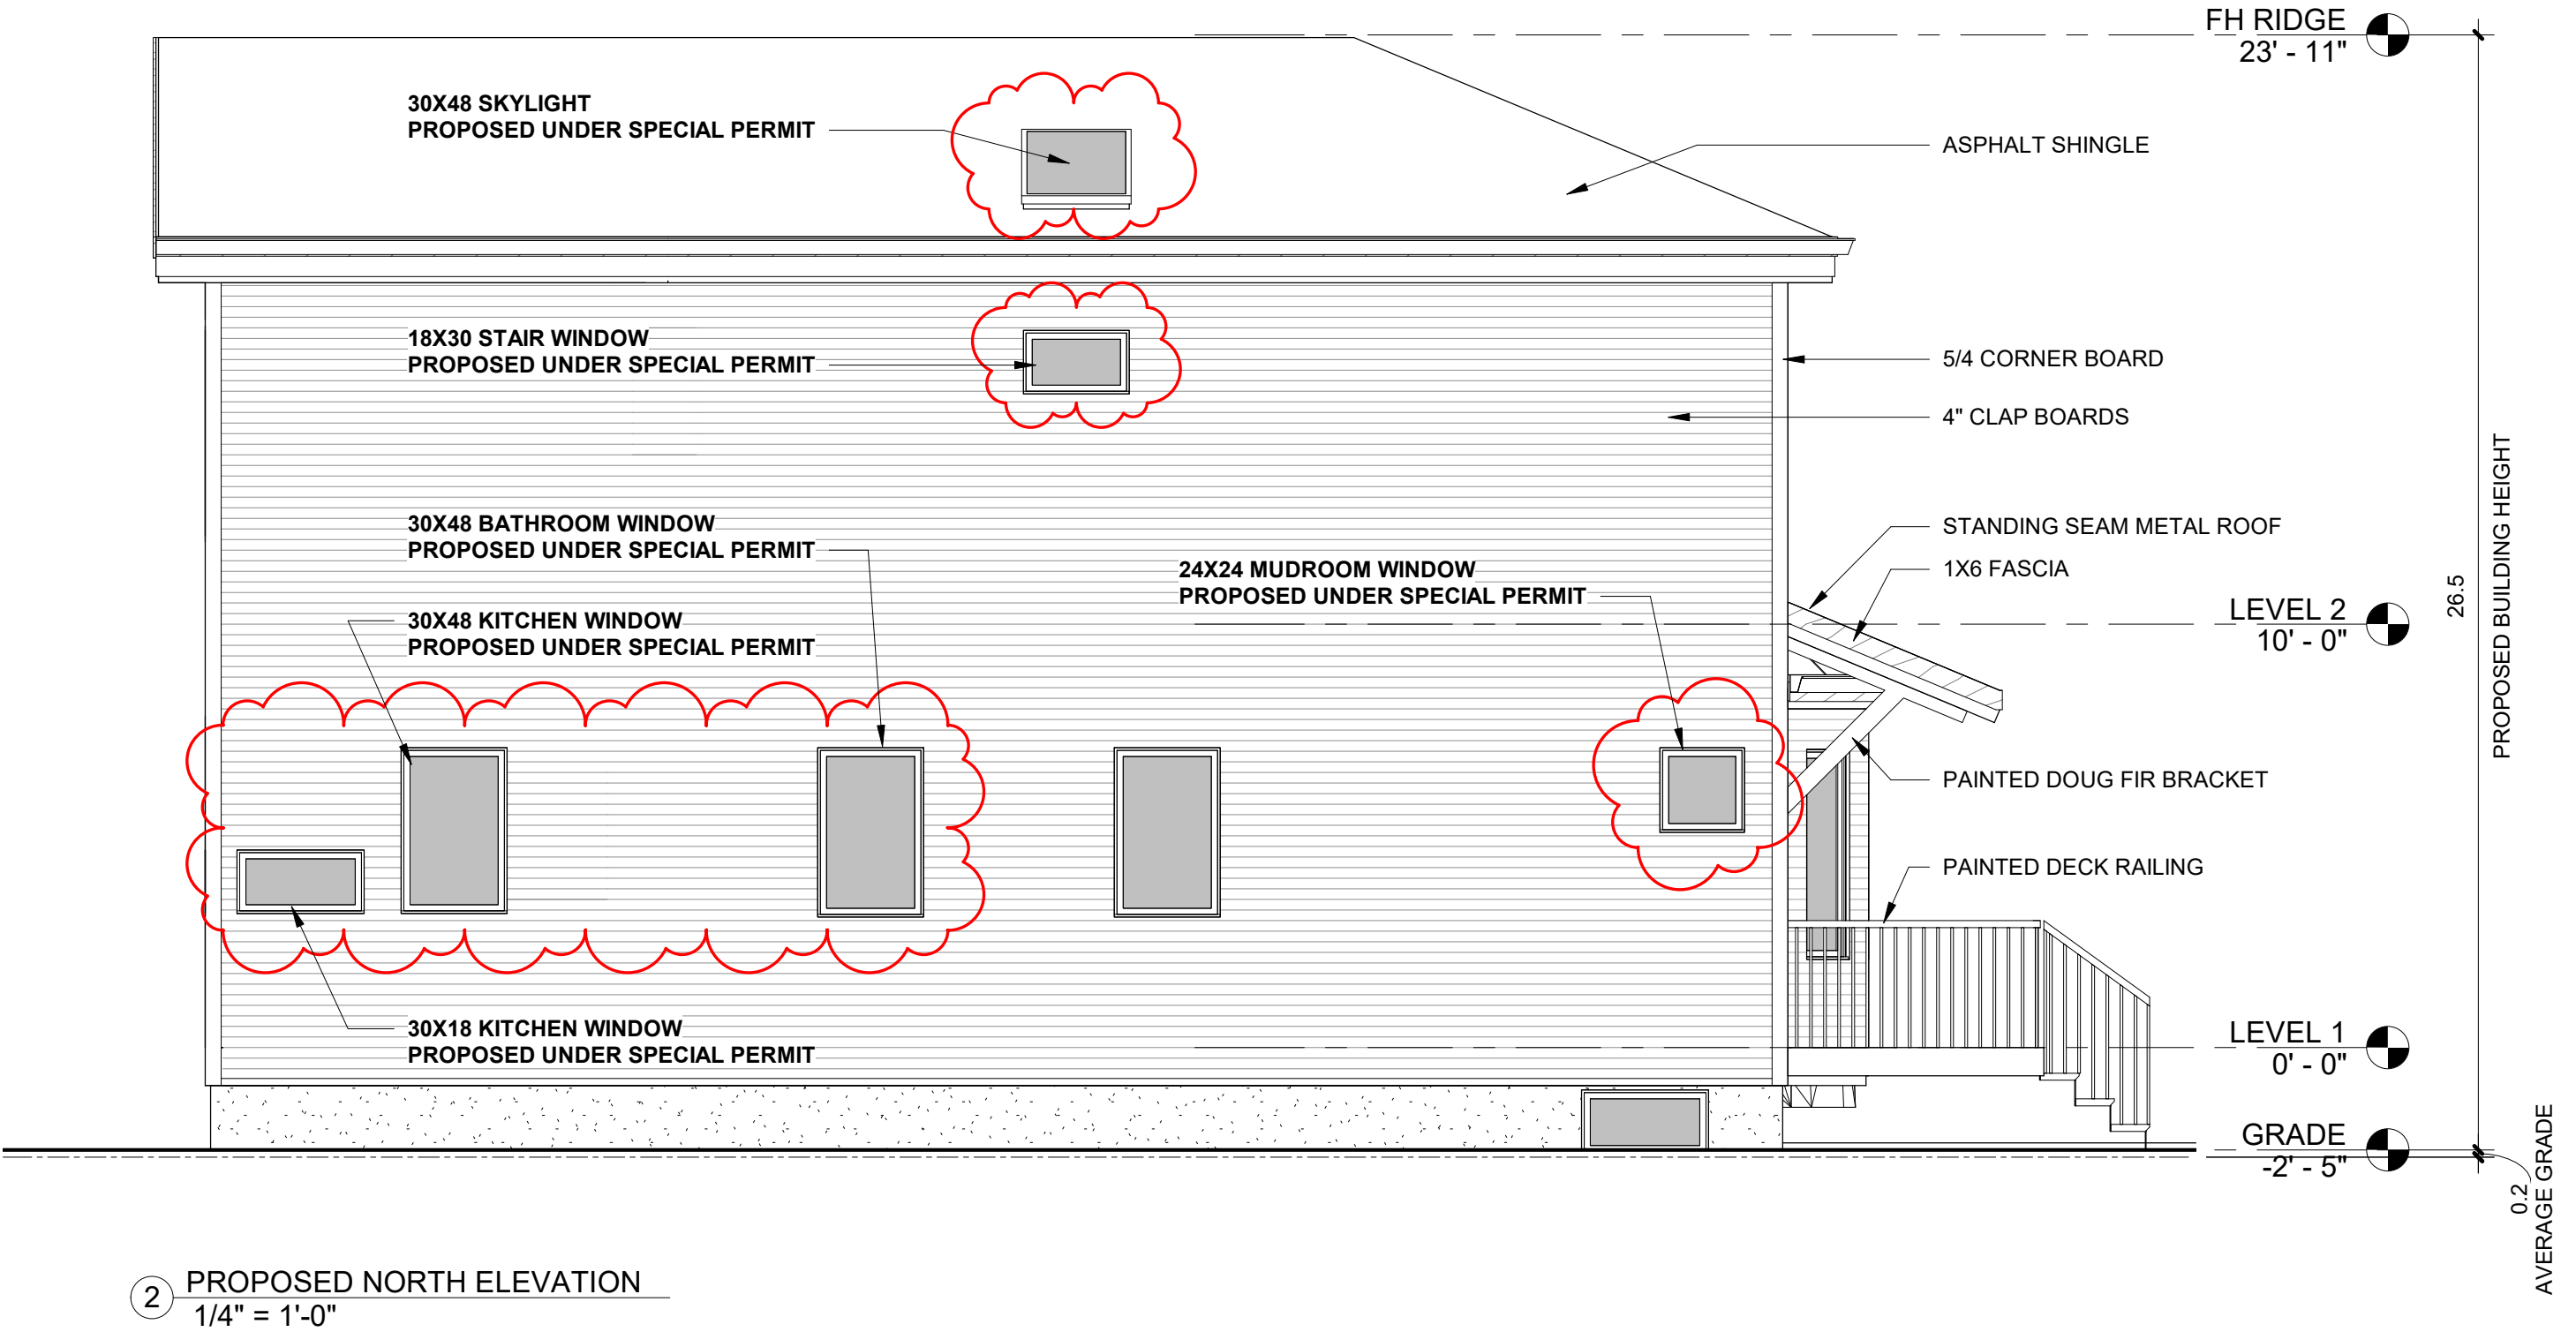 FH RIDGE
23' - 11"
30X48 SKYLIGHT
PROPOSED UNDER SPECIAL PERMIT
ASPHALT SHINGLE
18X30 STAIR WINDOW
PROPOSED UNDER SPECIAL PERMIT
5/4 CORNER BOARD
4" CLAP BOARDS
30X48 BATHROOM WINDOW
PROPOSED UNDER SPECIAL PERMIT
STANDING SEAM METAL ROOF
24X24 MUDROOM WINDOW
PROPOSED UNDER SPECIAL PERMIT
1X6 FASCIA
30X48 KITCHEN WINDOW
PROPOSED UNDER SPECIAL PERMIT
LEVEL 2
10' - 0"
26.5
PROPOSED BUILDING HEIGHT
PAINTED DOUG FIR BRACKET
PAINTED DECK RAILING
30X18 KITCHEN WINDOW
PROPOSED UNDER SPECIAL PERMIT
LEVEL 1
0' - 0"
GRADE
-2' - 5"
0.2
AVERAGE GRADE
2
PROPOSED NORTH ELEVATION
1/4" = 1'-0"